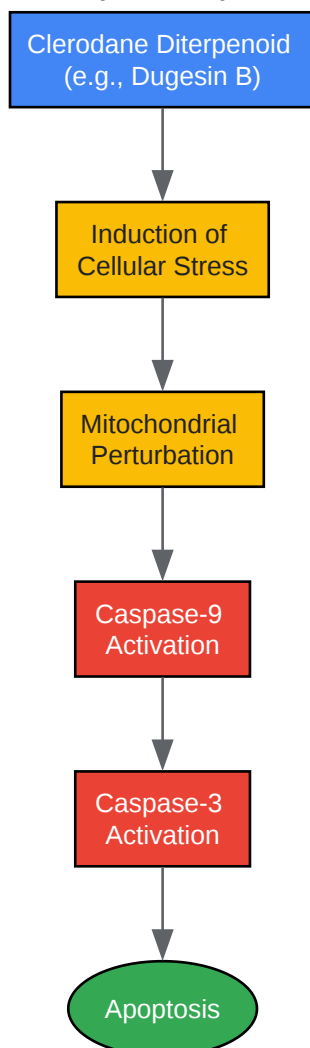 Clerodane Diterpenoid
(e.g., Dugesin B)
Induction of
Cellular Stress
Mitochondrial
Perturbation
Caspase-9
Activation
Caspase-3
Activation
Apoptosis